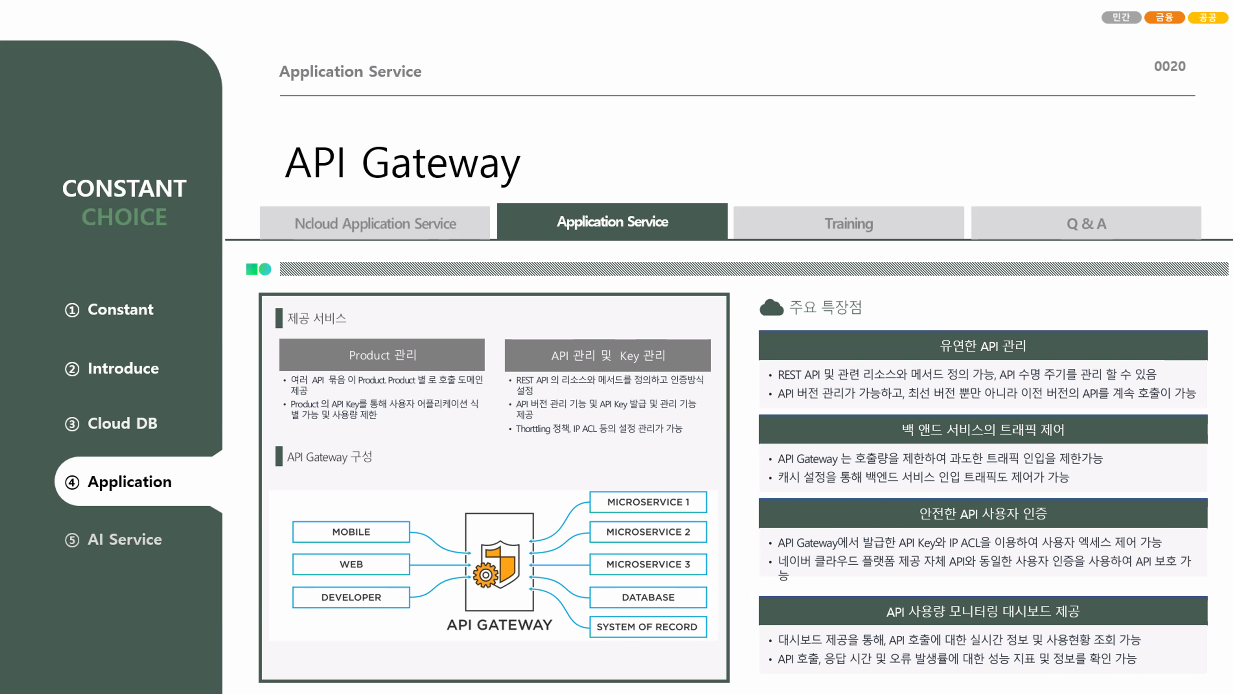 민간 금융 공공
Application Service
0020
CONSTANT
CHOICE
① Constant
② Introduce
③ Cloud DB
④ Application
⑤ AI Service
API Gateway
Ncloud Application Service
Application Service
Training
Q & A
제공 서비스
Product 관리
• 여러 API 묶음 이 Product. Product 별 로 호출 도메인
제공
• Product 의 API Key를 통해 사용자 어플리케이션 식
별 가능 및 사용량 제한
API 관리 및 Key 관리
• REST API 의 리소스와 메서드를 정의하고 인증방식
설정
• API 버전 관리 기능 및 API Key 발급 및 관리 기능
제공
• Thorttling 정책, IP ACL 등의 설정 관리가 가능
API Gateway 구성
MOBILE
WEB
DEVELOPER
API GATEWAY
MICROSERVICE 1
MICROSERVICE 2
MICROSERVICE 3
DATABASE
SYSTEM OF RECORD
주요 특장점
유연한 API 관리
• REST API 및 관련 리소스와 메서드 정의 가능, API 수명 주기를 관리 할 수 있음
• API 버전 관리가 가능하고, 최선 버전 뿐만 아니라 이전 버전의 API를 계속 호출이 가능
백 앤드 서비스의 트래픽 제어
• API Gateway 는 호출량을 제한하여 과도한 트래픽 인입을 제한가능
• 캐시 설정을 통해 백엔드 서비스 인입 트래픽도 제어가 가능
안전한 API 사용자 인증
• API Gateway에서 발급한 API Key와 IP ACL을 이용하여 사용자 엑세스 제어 가능
• 네이버 클라우드 플랫폼 제공 자체 API와 동일한 사용자 인증을 사용하여 API 보호 가
능
API 사용량 모니터링 대시보드 제공
• 대시보드 제공을 통해, API 호출에 대한 실시간 정보 및 사용현황 조회 가능
• API 호출, 응답 시간 및 오류 발생률에 대한 성능 지표 및 정보를 확인 가능